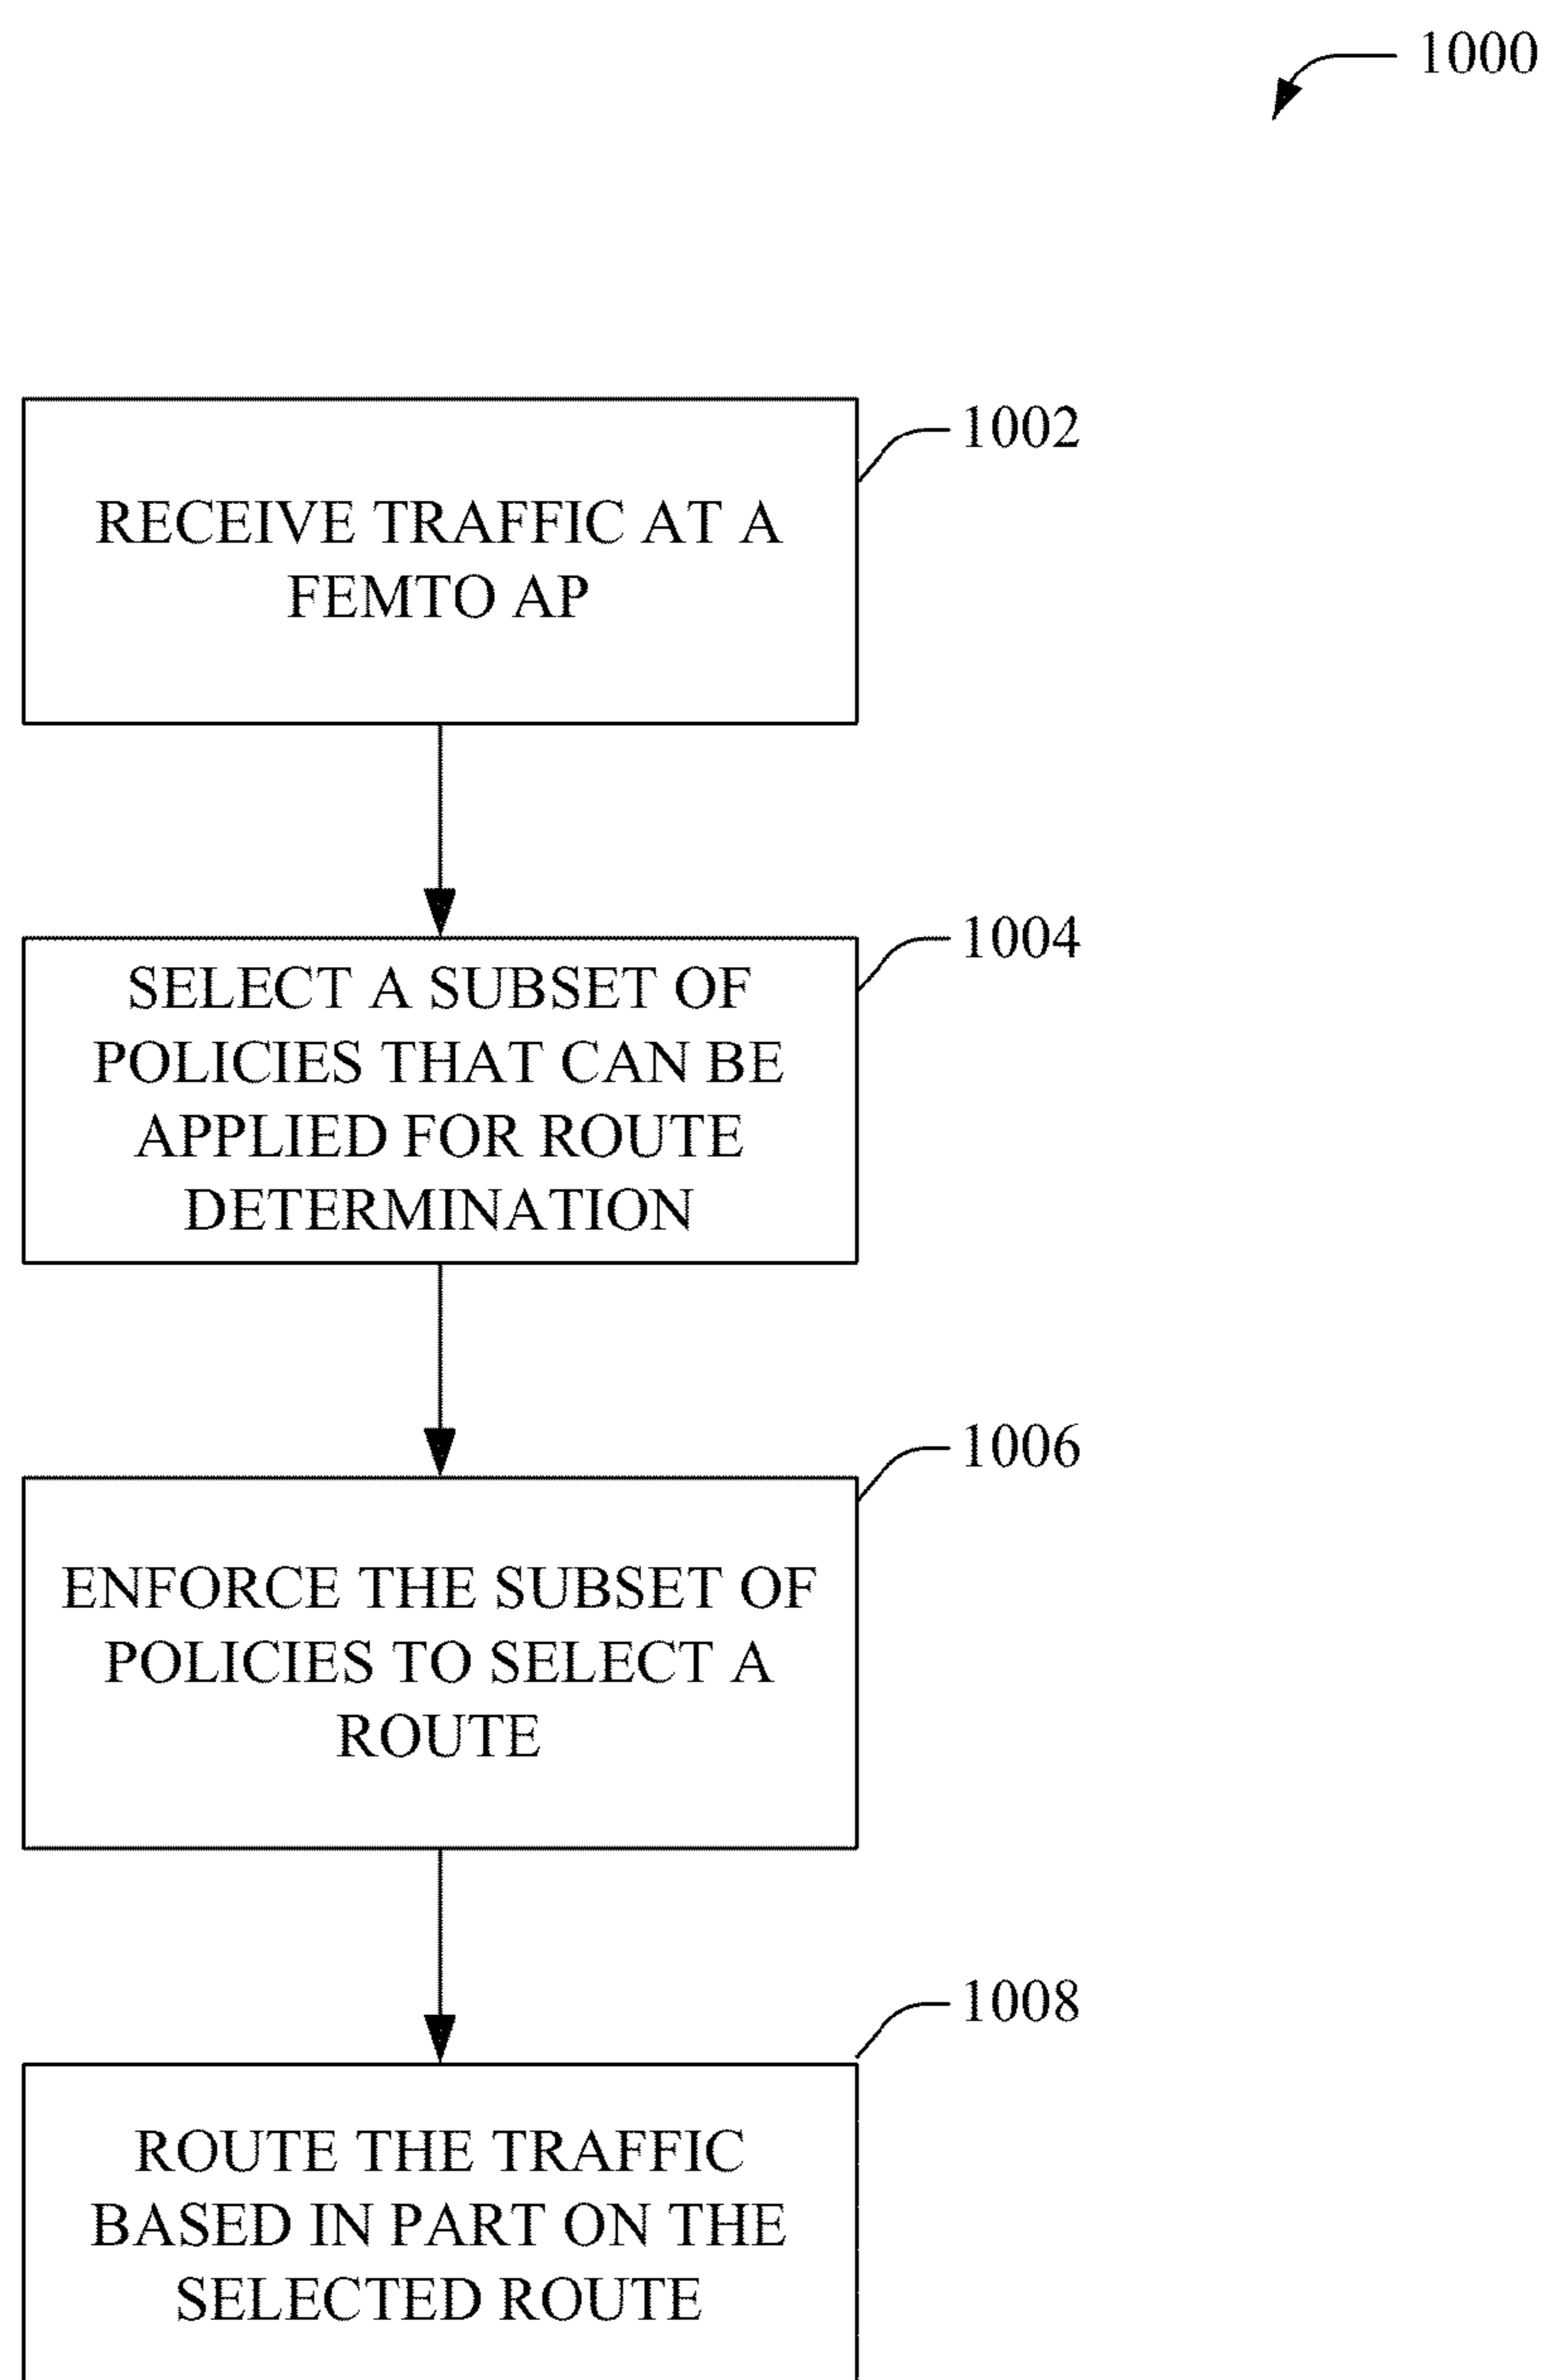 1000
1002
RECEIVE TRAFFIC AT A
FEMTO AP
1004
SELECT A SUBSET OF
POLICIES THAT CAN BE
APPLIED FOR ROUTE
DETERMINATION
1006
ENFORCE THE SUBSET OF
POLICIES TO SELECT A
ROUTE
1008
ROUTE THE TRAFFIC
BASED IN PART ON THE
SELECTED ROUTE